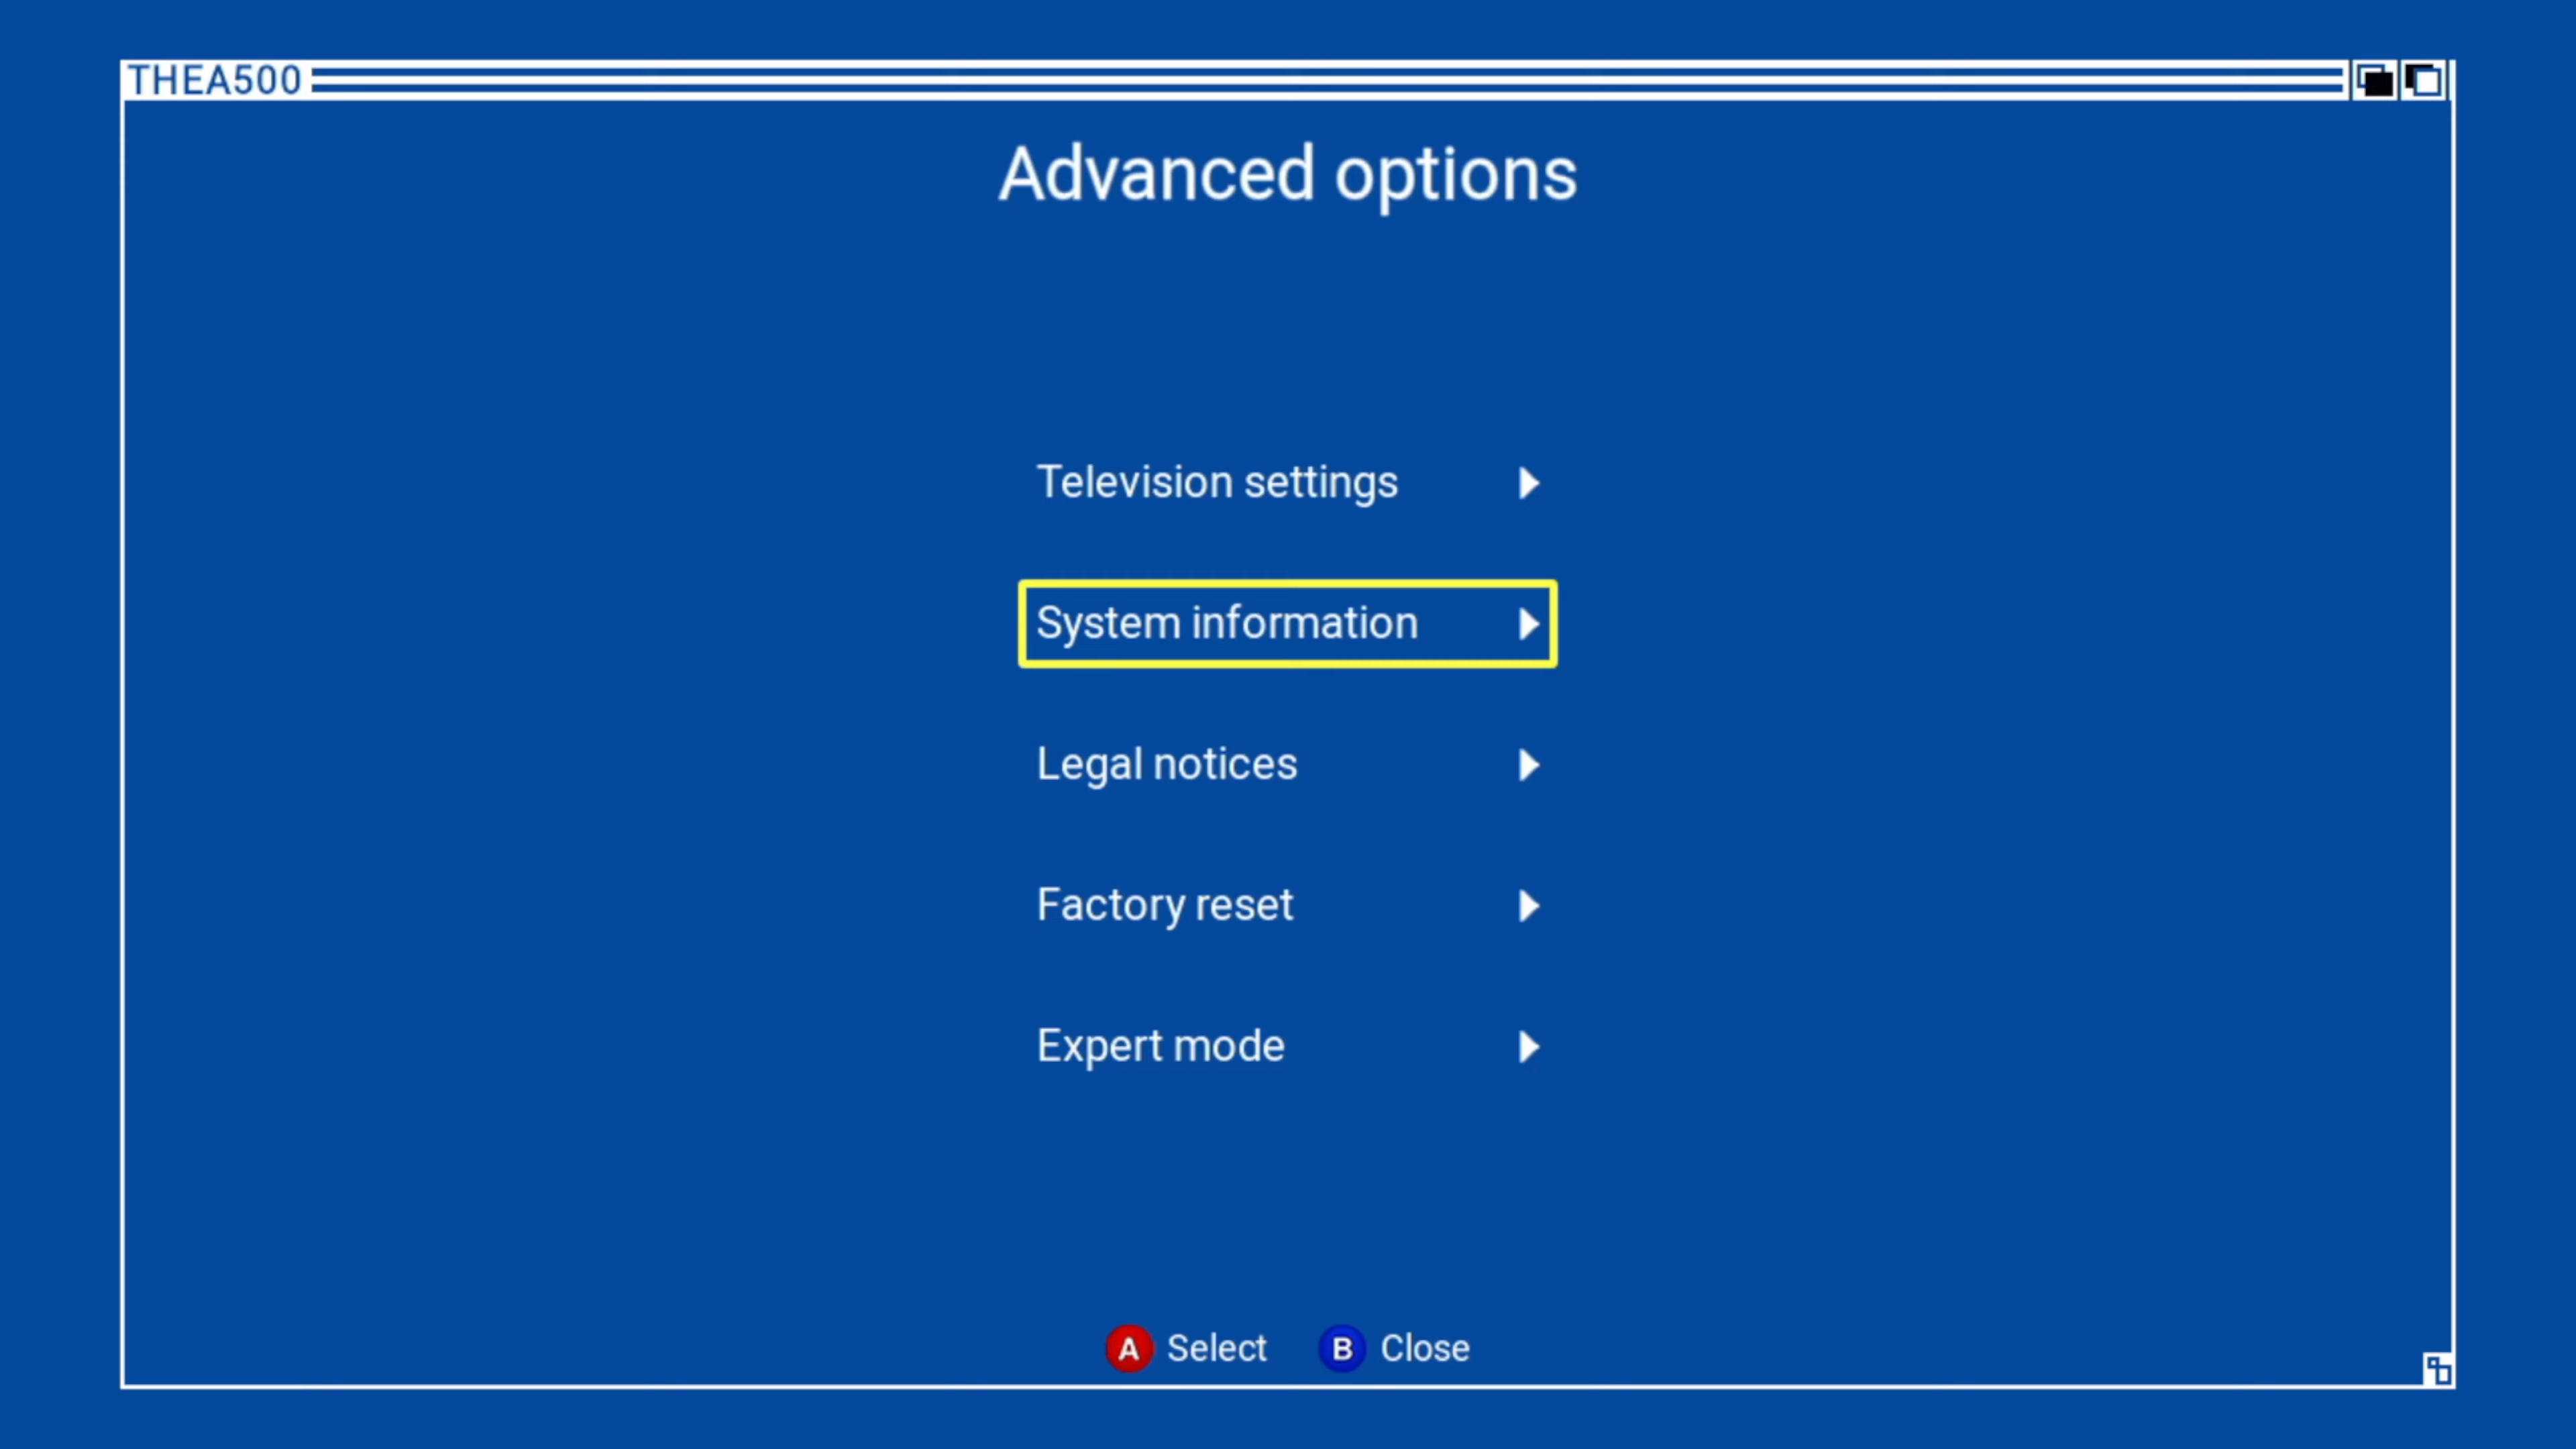 THEA500
Advanced options
Television settings
System information
Legal notices
Factory reset
Expert mode
A Select B Close